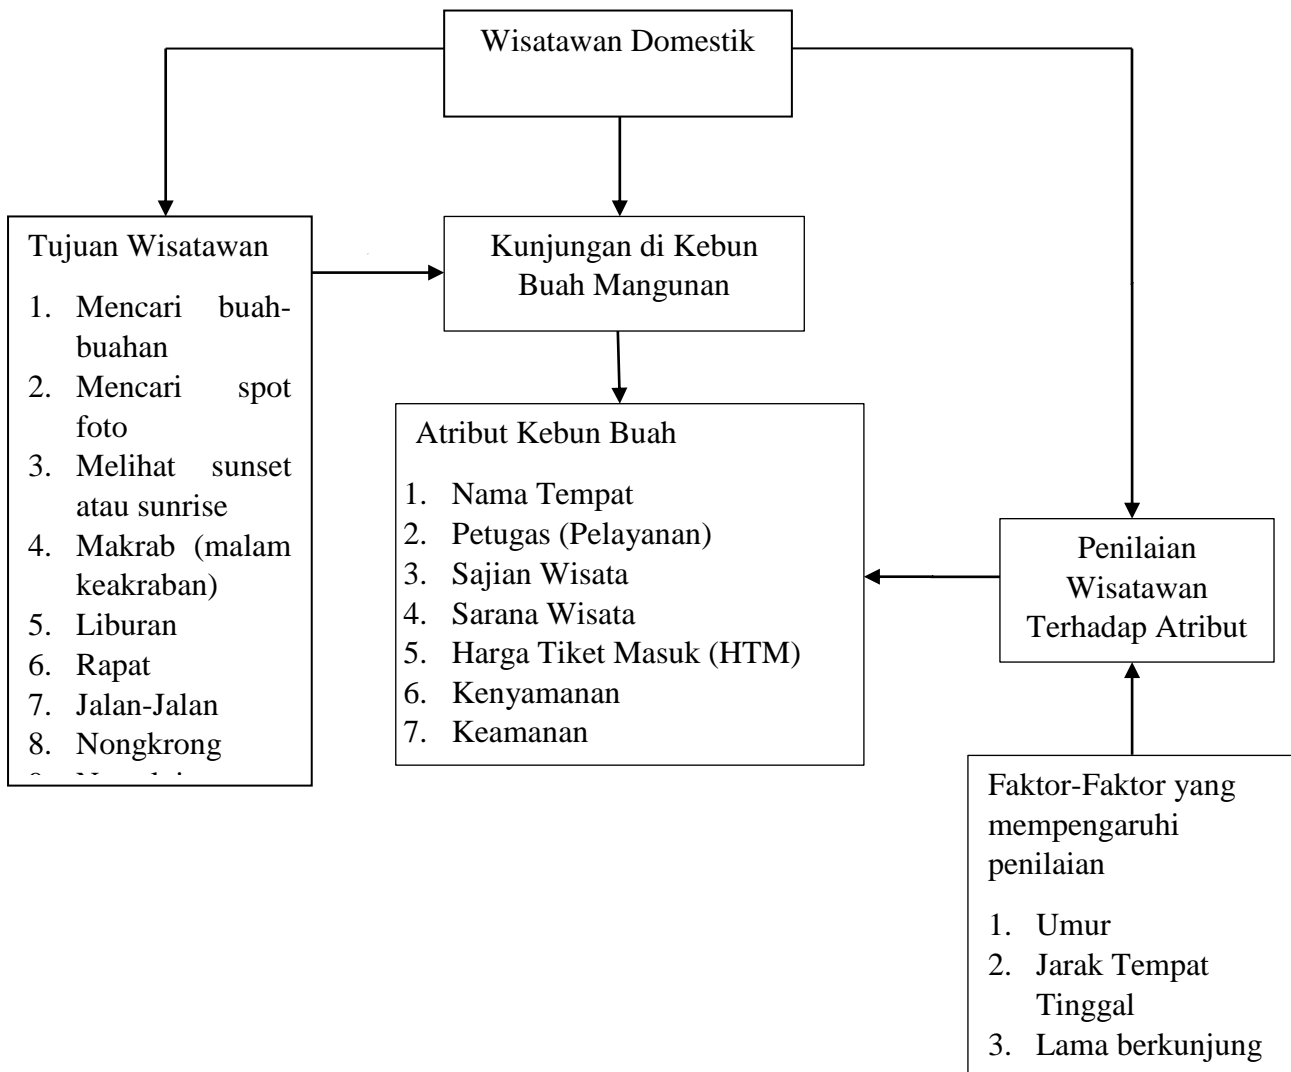 Wisatawan Domestik
Tujuan Wisatawan
1. Mencari buah-
buahan
2. Mencari spot
foto
3. Melihat sunset
atau sunrise
4. Makrab (malam
keakraban)
5. Liburan
6. Rapat
7. Jalan-Jalan
8. Nongkrong
Kunjungan di Kebun
Buah Mangunan
Atribut Kebun Buah
1. Nama Tempat
2. Petugas (Pelayanan)
3. Sajian Wisata
4. Sarana Wisata
5. Harga Tiket Masuk (HTM)
6. Kenyamanan
7. Keamanan
Penilaian
Wisatawan
Terhadap Atribut
Faktor-Faktor yang
mempengaruhi
penilaian
1. Umur
2. Jarak Tempat
Tinggal
3. Lama berkunjung